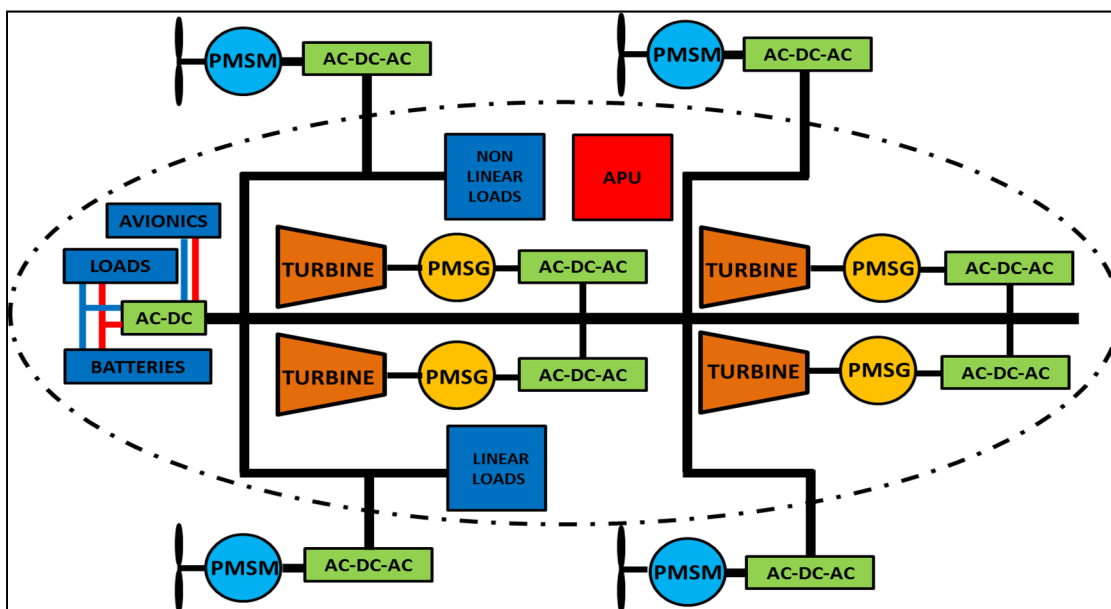 PMSM
AC-DC-AC
PMSM
AC-DC-AC
NON
LINEAR
LOADS
APU
AVIONICS
LOADS
AC-DC
BATTERIES
TURBINE
PMSG
AC-DC-AC
TURBINE
PMSG
AC-DC-AC
TURBINE
PMSG
AC-DC-AC
TURBINE
PMSG
AC-DC-AC
LINEAR
LOADS
PMSM
AC-DC-AC
PMSM
AC-DC-AC